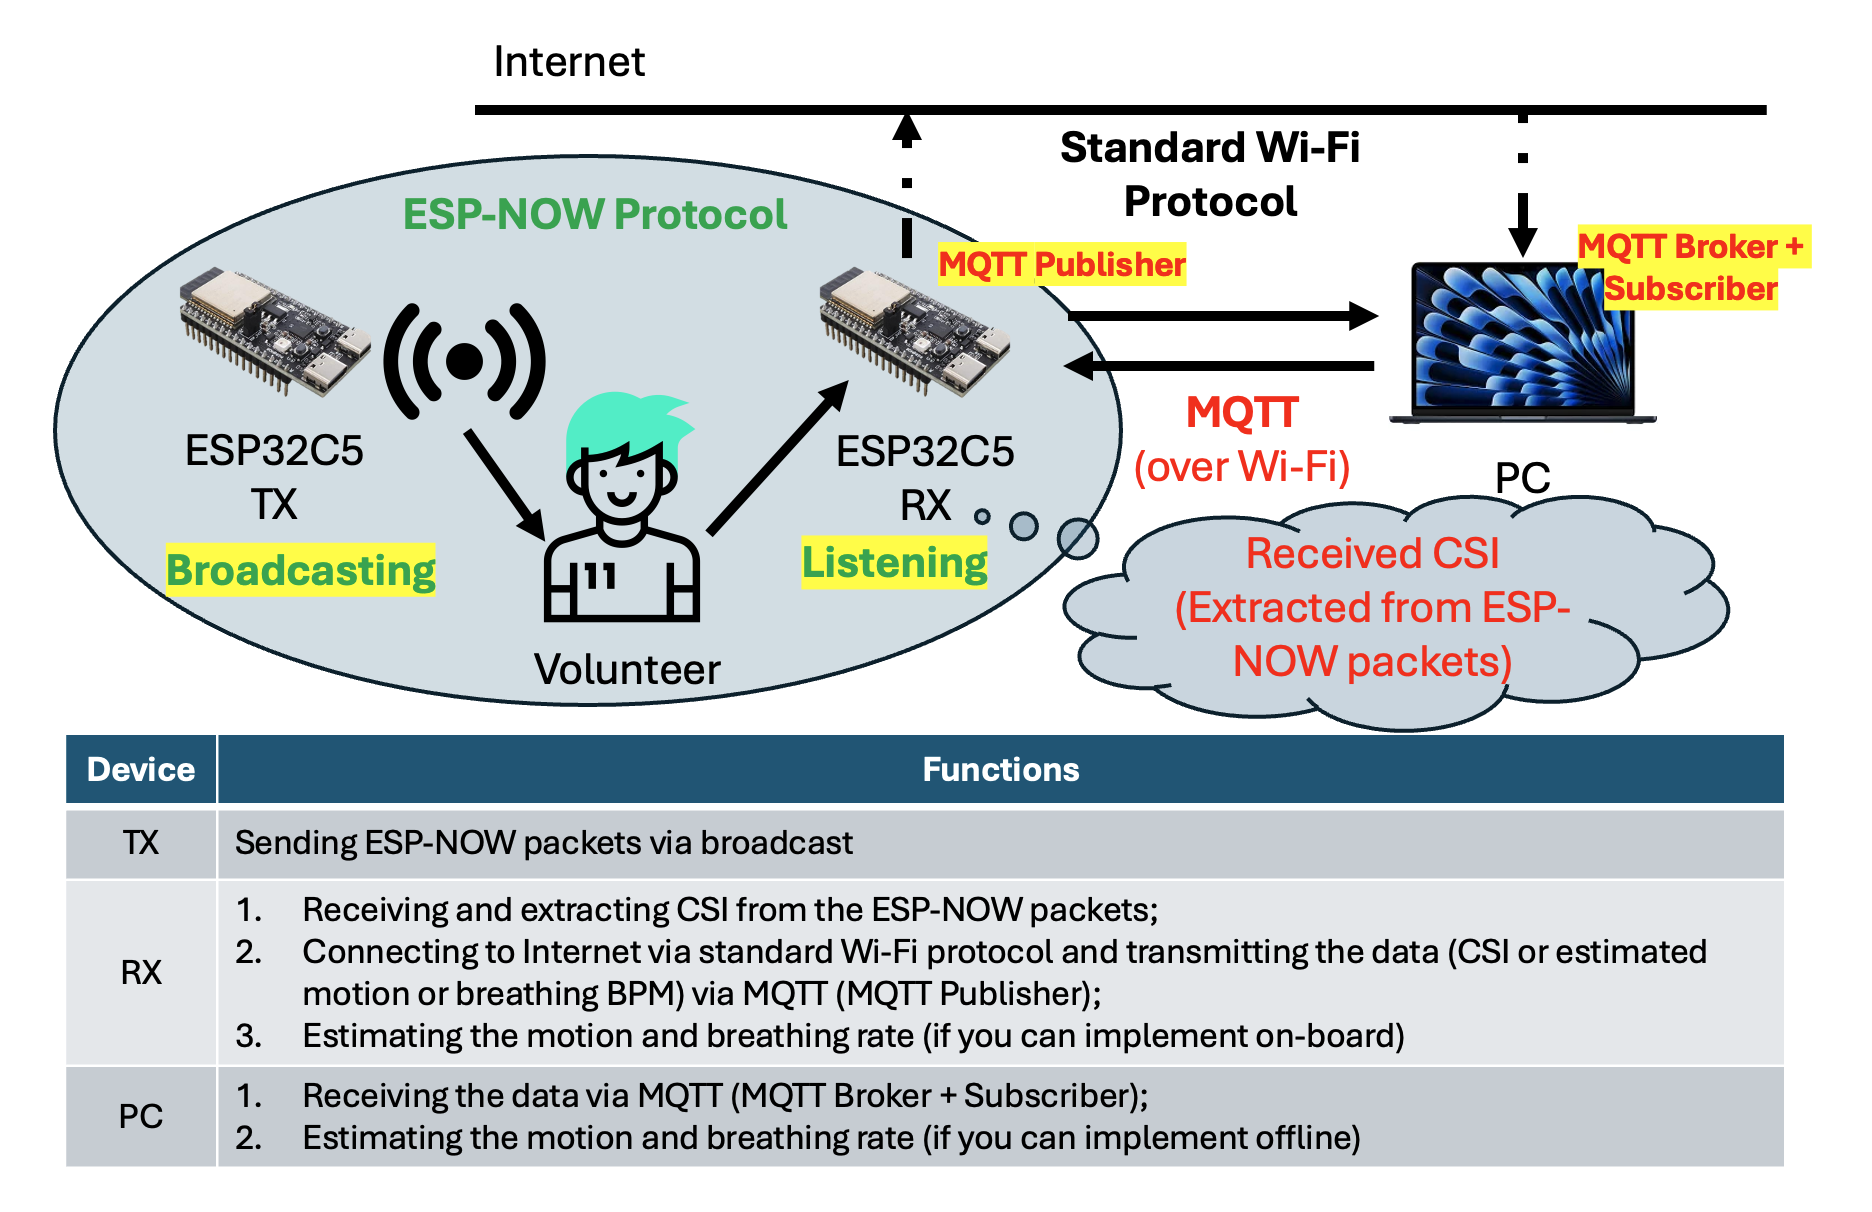 Internet
Standard Wi-Fi
Protocol
ESP-NOW Protocol
MQTT Publisher
MQTT Broker +
Subscriber
MQTT
(over Wi-Fi)
ESP32C5
TX
Broadcasting
ESP32C5
RX
Listening
PC
11
Volunteer
Received CSI
(Extracted from ESP-
NOW packets)
Device Functions
TX Sending ESP-NOW packets via broadcast
RX
1. Receiving and extracting CSI from the ESP-NOW packets;
2. Connecting to Internet via standard Wi-Fi protocol and transmitting the data (CSI or estimated
motion or breathing BPM) via MQTT (MQTT Publisher);
3. Estimating the motion and breathing rate (if you can implement on-board)
PC
1. Receiving the data via MQTT (MQTT Broker + Subscriber);
2. Estimating the motion and breathing rate (if you can implement offline)